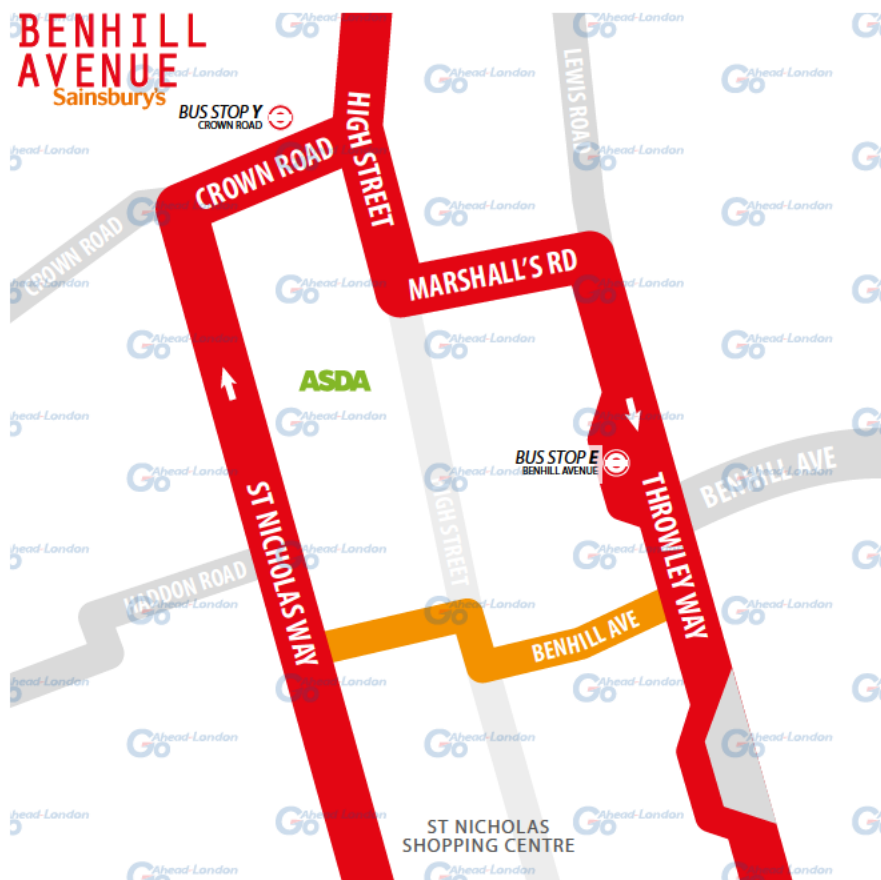 BENHILL
AVENUE
Sainsbury's
BUS STOP Y
CROWN ROAD
HIGH STREET
LEWIS ROAD
CROWN ROAD
CROWN ROAD
MARSHALL'S RD
ASDA
BUS STOP E
BENHILL AVENUE
BENHILL AVE
ST NICHOLAS WAY
HIGH STREET
THROWLEY WAY
HADDON ROAD
BENHILL AVE
ST NICHOLAS
SHOPPING CENTRE
Go Ahead-London